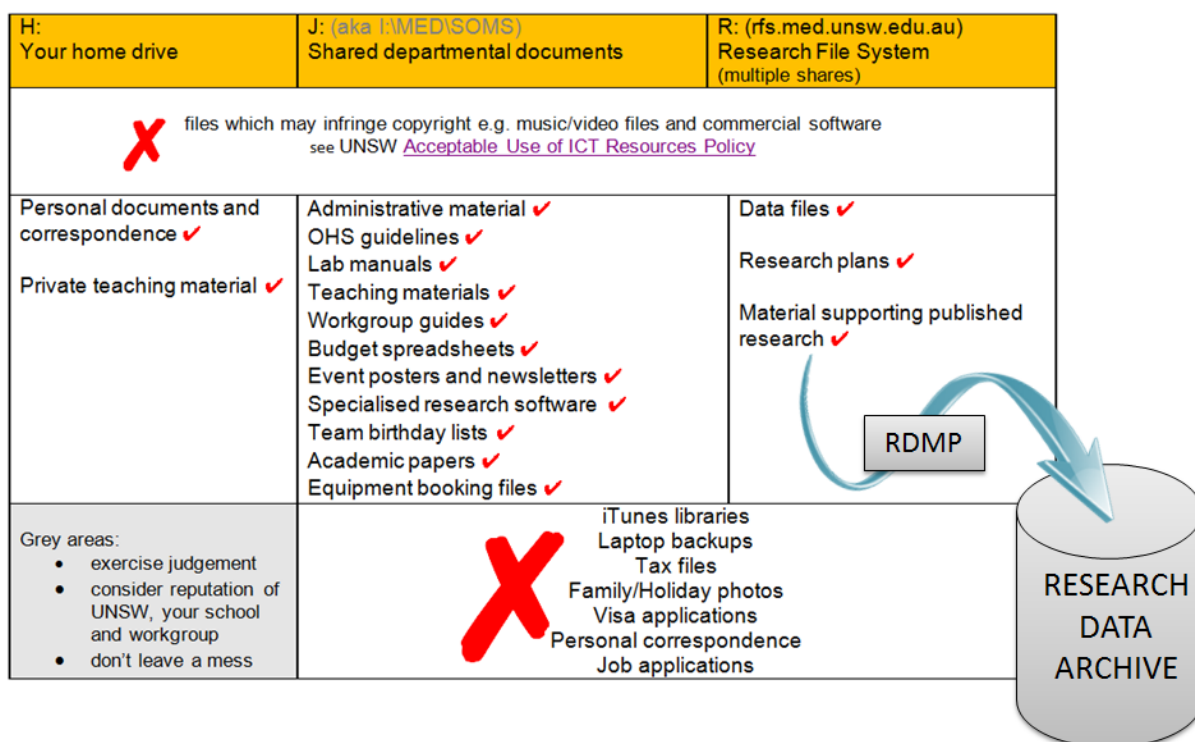 H:
Your home drive
J: (aka I:\MED\SOMS)
Shared departmental documents
R: (rfs.med.unsw.edu.au)
Research File System
(multiple shares)
files which may infringe copyright e.g. music/video files and commercial software
see UNSW Acceptable Use of ICT Resources Policy
Personal documents and
correspondence ✔
Private teaching material ✔
Administrative material ✔
OHS guidelines ✔
Lab manuals ✔
Teaching materials ✔
Workgroup guides ✔
Budget spreadsheets ✔
Event posters and newsletters ✔
Specialised research software ✔
Team birthday lists ✔
Academic papers ✔
Equipment booking files ✔
Data files ✔
Research plans ✔
Material supporting published
research ✔
RDMP
Grey areas:
• exercise judgement
• consider reputation of
UNSW, your school
and workgroup
• don't leave a mess
iTunes libraries
Laptop backups
Tax files
Family/Holiday photos
Visa applications
Personal correspondence
Job applications
RESEARCH
DATA
ARCHIVE